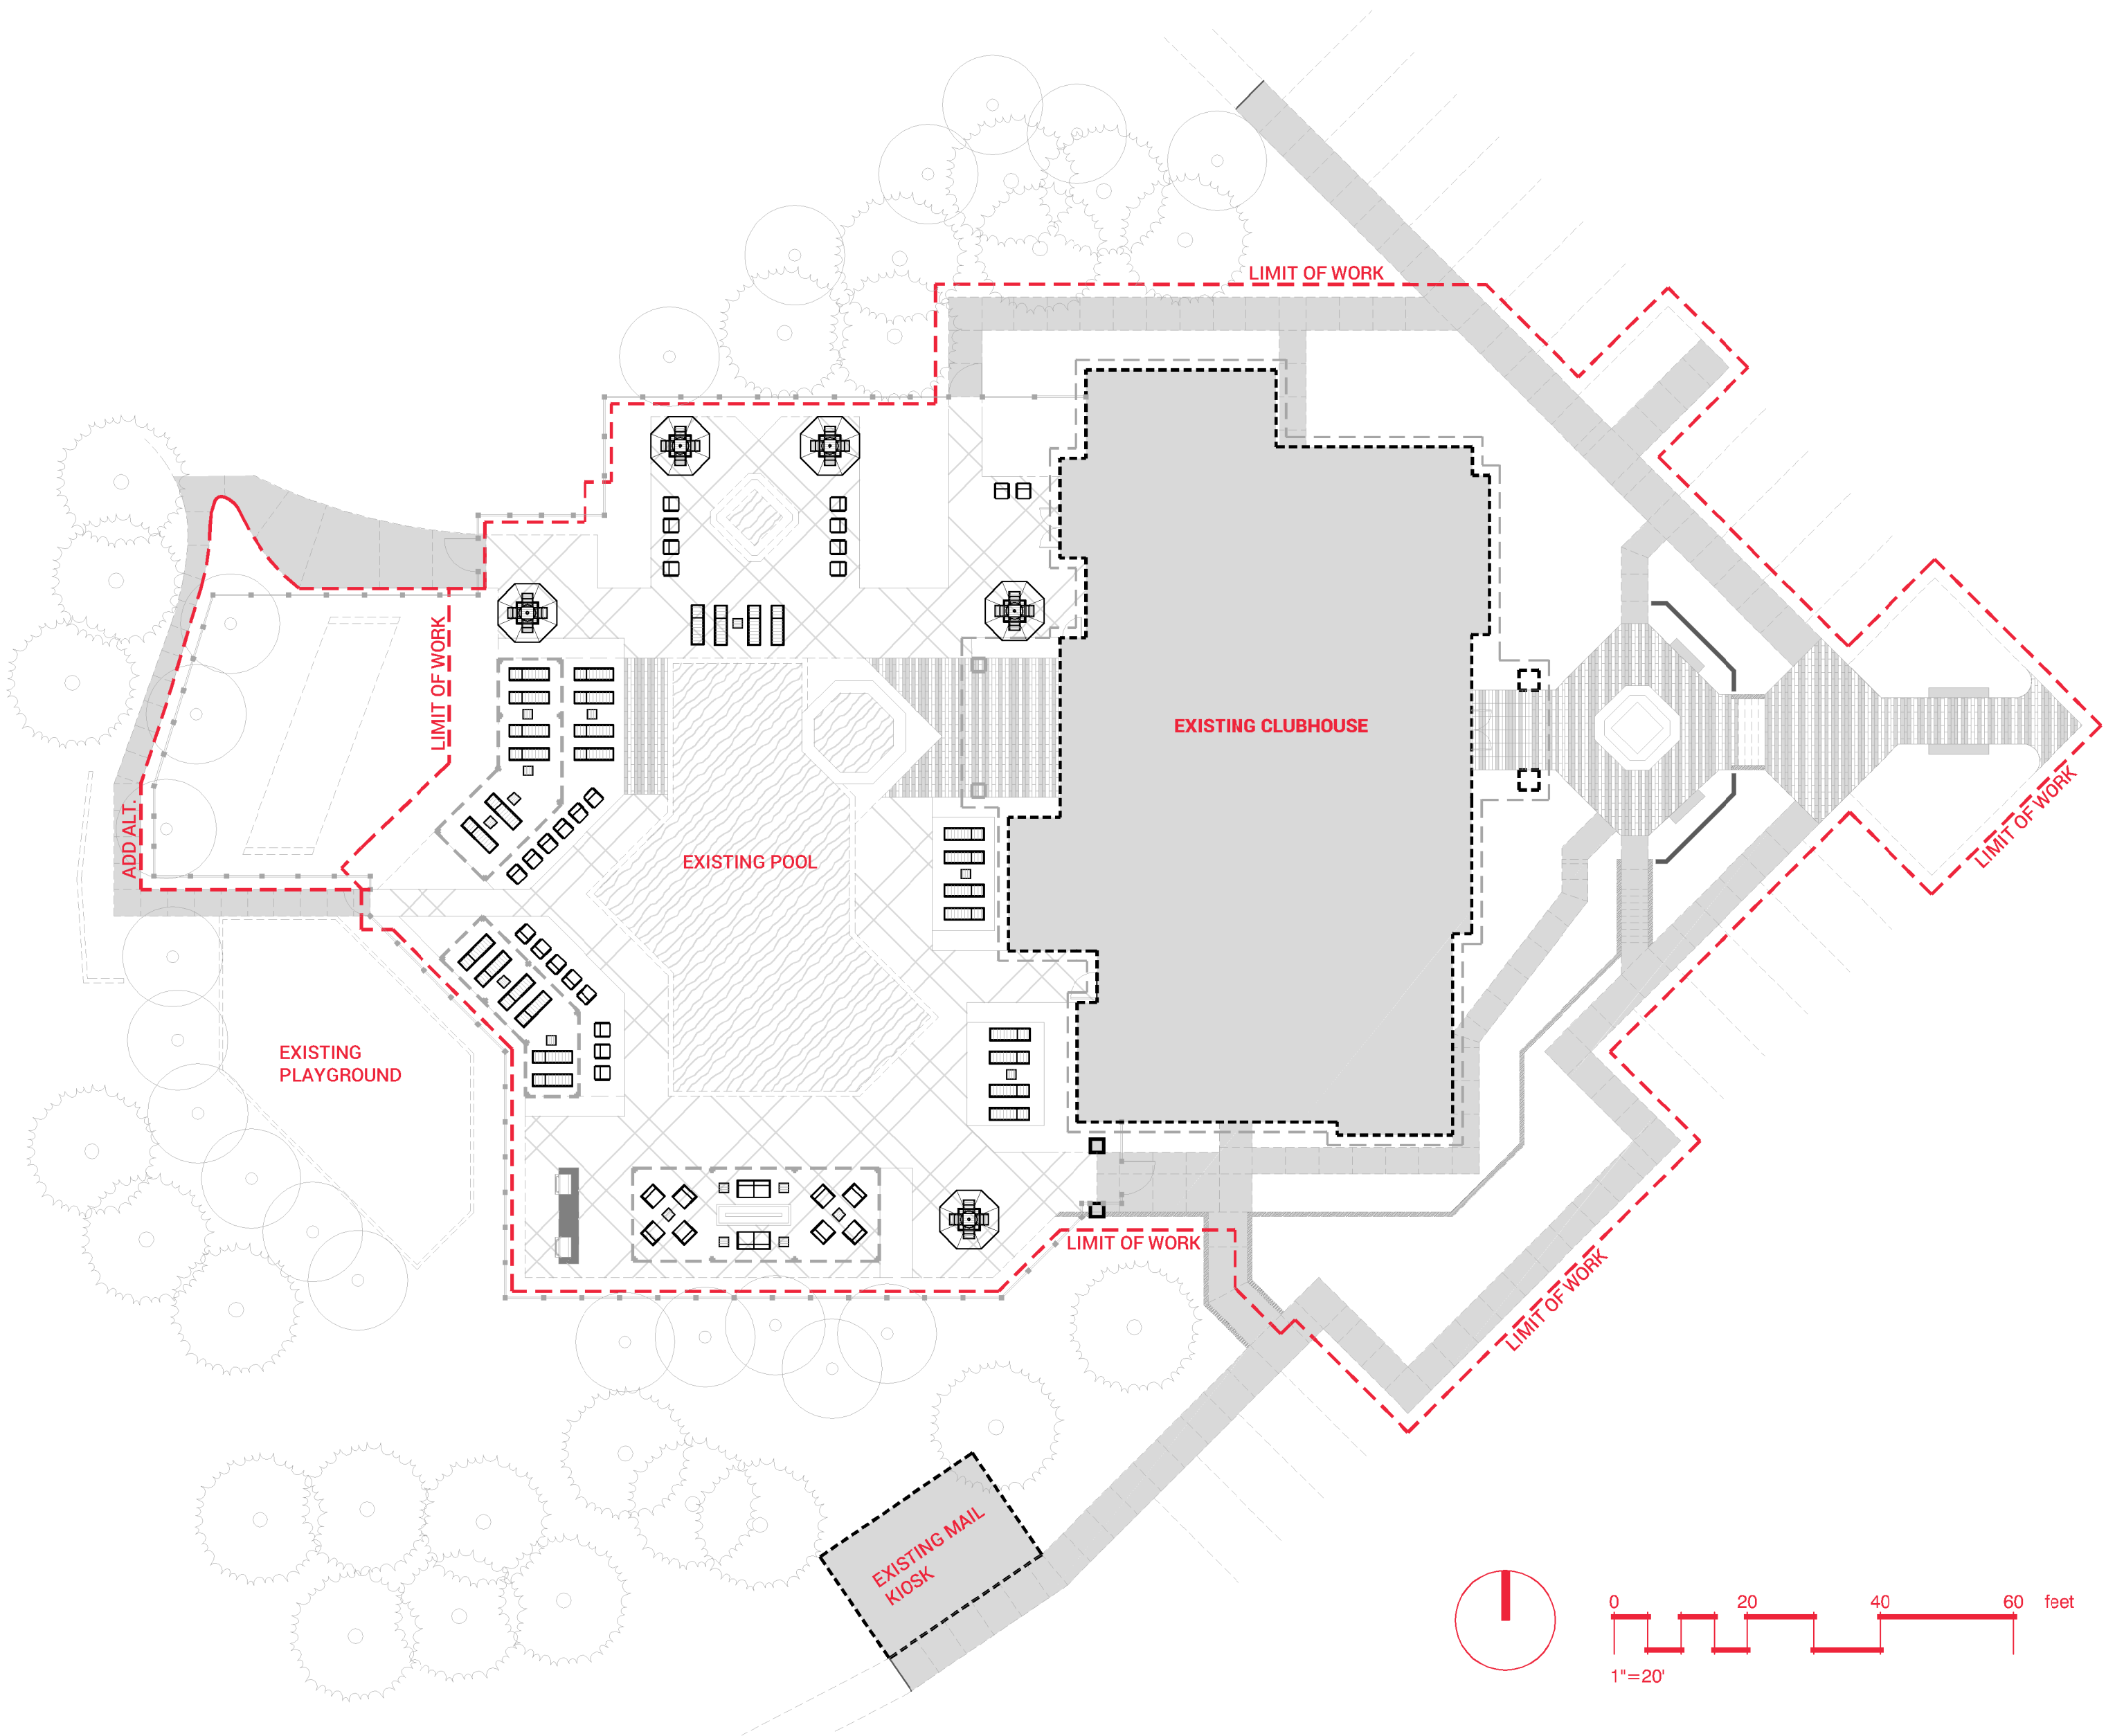 LIMIT OF WORK
LIMIT OF WORK
EXISTING CLUBHOUSE
ADD ALT.
EXISTING POOL
LIMIT OF WORK
EXISTING
PLAYGROUND
LIMIT OF WORK
LIMIT OF WORK
EXISTING MAIL
KIOSK
0 20 40 60 feet
1"=20'